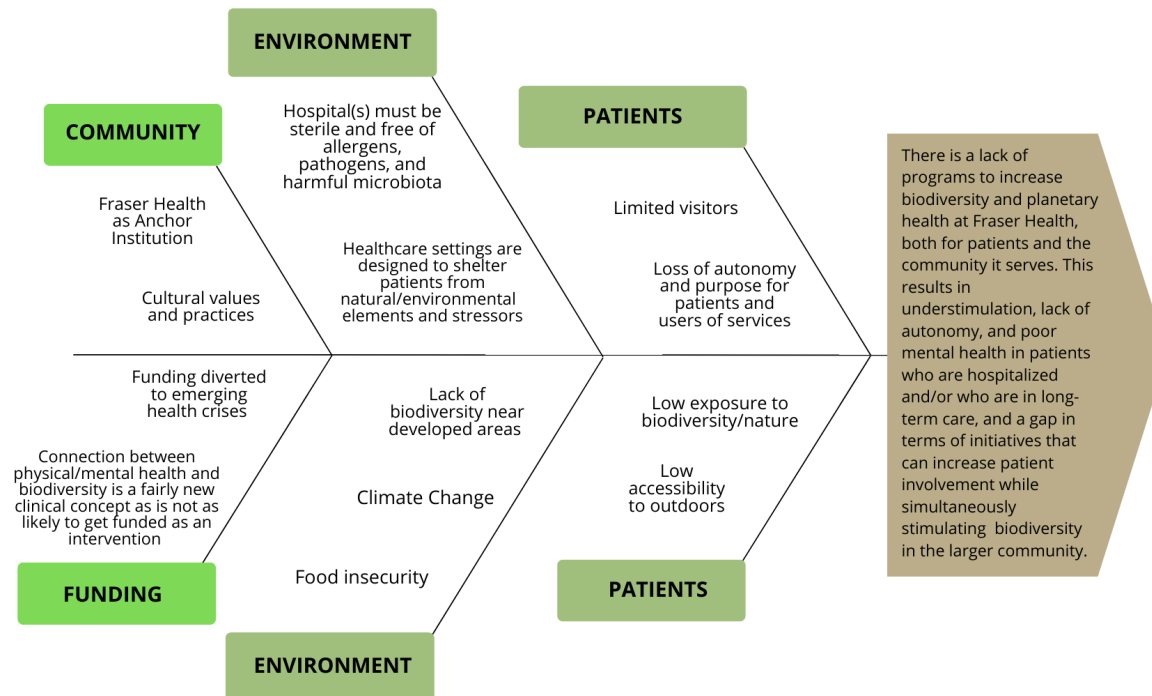 ENVIRONMENT
Hospital(s) must be
sterile and free of
allergens,
pathogens, and
harmful microbiota
Healthcare settings are
designed to shelter
patients from
natural/environmental
elements and stressors
COMMUNITY
Fraser Health
as Anchor
Institution
Cultural values
and practices
PATIENTS
Limited visitors
Loss of autonomy
and purpose for
patients and
users of services
There is a lack of
programs to increase
biodiversity and planetary
health at Fraser Health,
both for patients and the
community it serves. This
results in
understimulation, lack of
autonomy, and poor
mental health in patients
who are hospitalized
and/or who are in long-
term care, and a gap in
terms of initiatives that
can increase patient
involvement while
simultaneously
stimulating biodiversity
in the larger community.
Funding diverted
to emerging
health crises
Connection between
physical/mental health and
biodiversity is a fairly new
clinical concept as is not as
likely to get funded as an
intervention
FUNDING
Lack of
biodiversity near
developed areas
Climate Change
Food insecurity
ENVIRONMENT
Low exposure to
biodiversity/nature
Low
accessibility
to outdoors
PATIENTS